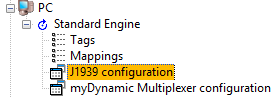 PC
Standard Engine
Tags
Mappings
J1939 configuration
myDynamic Multiplexer configuration